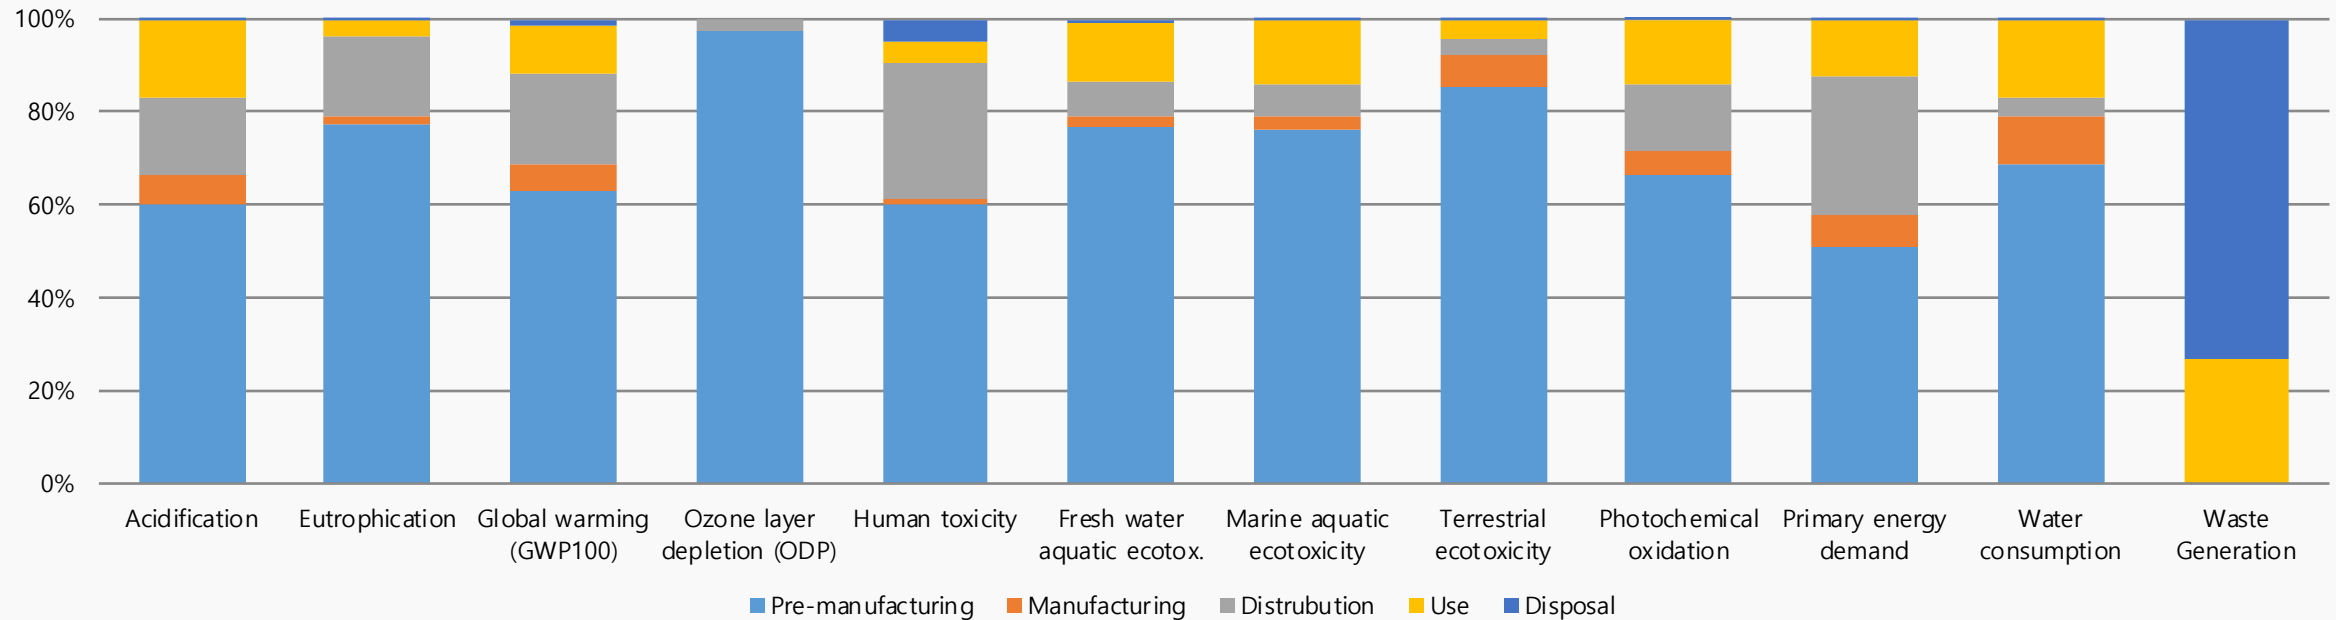 100%
80%
60%
40%
20%
0%
Acidification
Eutrophication
Global warming
(GWP100)
Ozone layer
depletion (ODP)
Human toxicity
Fresh water
aquatic ecotox.
Marine aquatic
ecotoxicity
Terrestrial
ecotoxicity
Photochemical
oxidation
Primary energy
demand
Water
consumption
Waste
Generation
Pre-manufacturing
Manufacturing
Distrubution
Use
Disposal